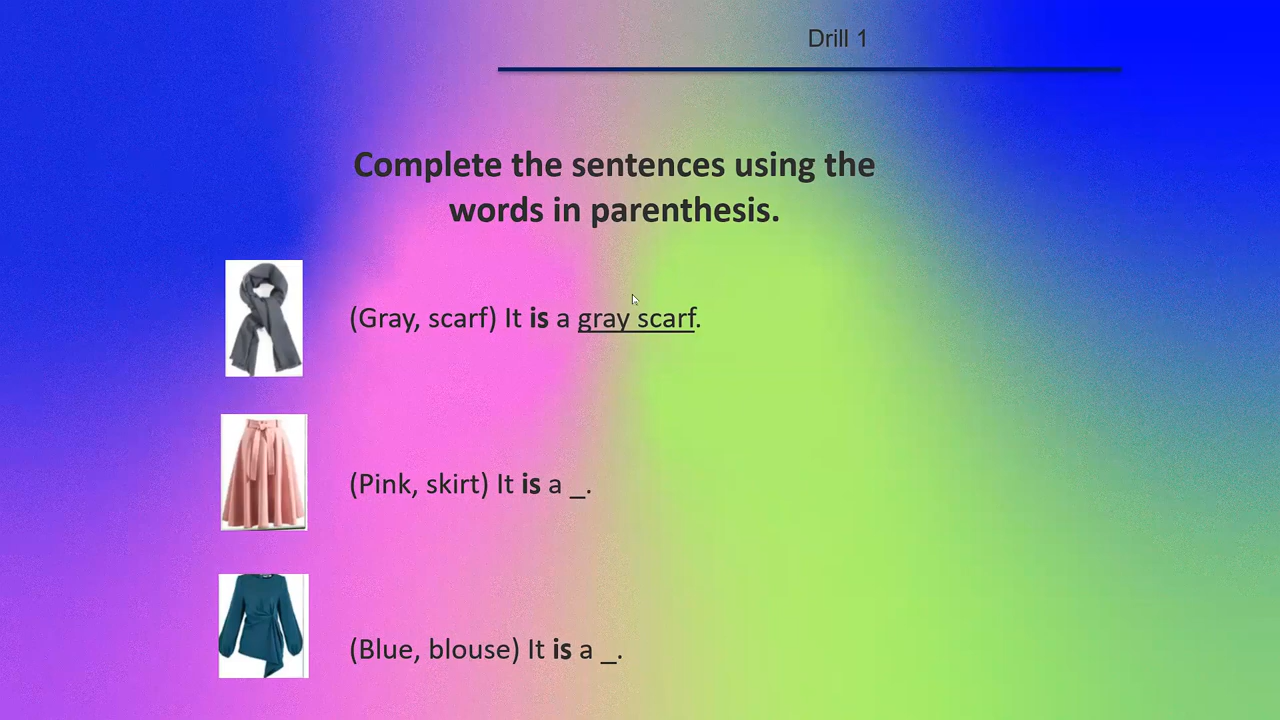 Drill 1
Complete the sentences using the
words in parenthesis.
(Gray, scarf) It is a gray scarf.
(Pink, skirt) It is a _.
(Blue, blouse) It is a _.